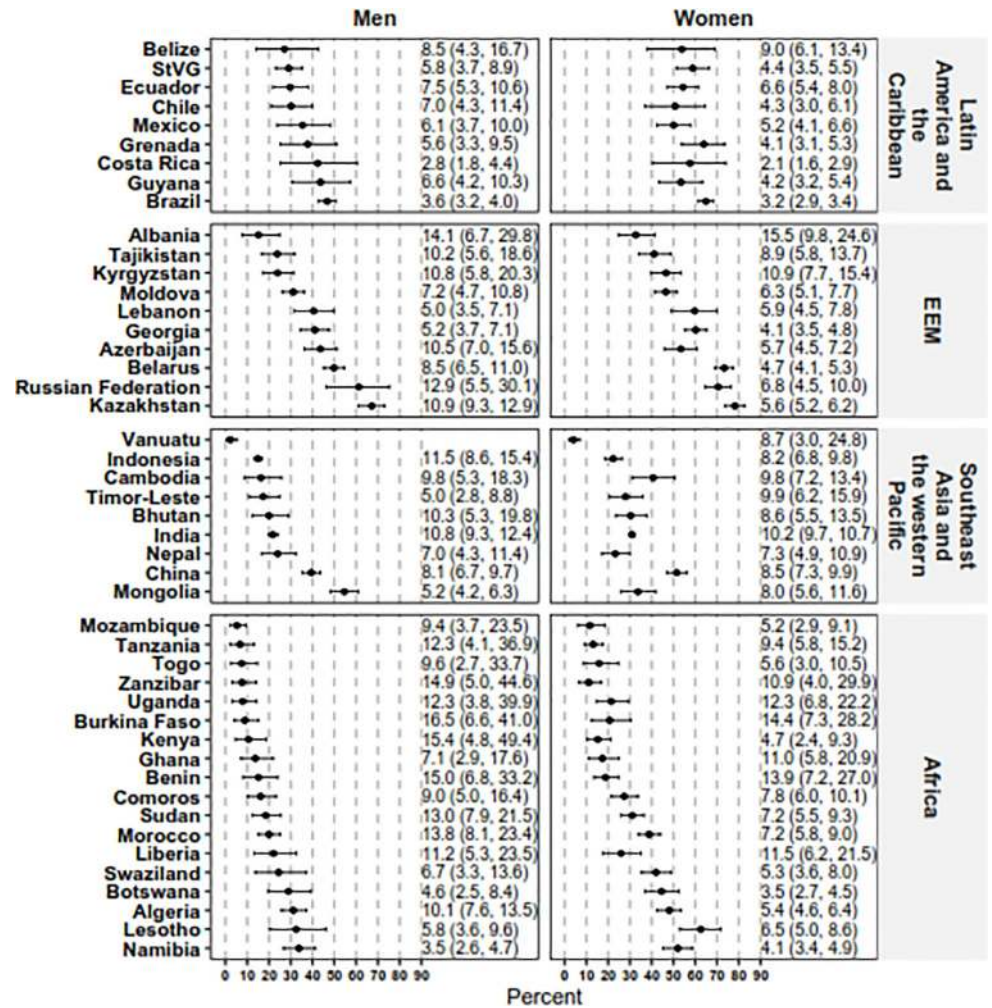 Men Women
Belize 8.5 (4.3, 16.7) 9.0 (6.1, 13.4)
StVG 5.8 (3.7, 8.9) 4.4 (3.5, 5.5)
Ecuador 7.5 (5.3, 10.6) 6.6 (5.4, 8.0)
Chile 7.0 (4.3, 11.4) 4.3 (3.0, 6.1)
Mexico 6.1 (3.7, 10.0) 5.2 (4.1, 6.6)
Grenada 5.6 (3.3, 9.5) 4.1 (3.1, 5.3)
Costa Rica 2.8 (1.8, 4.4) 2.1 (1.6, 2.9)
Guyana 6.6 (4.2, 10.3) 4.2 (3.2, 5.4)
Brazil 3.6 (3.2, 4.0) 3.2 (2.9, 3.4)
Latin
America and
the
Caribbean
Albania 14.1 (6.7, 29.8) 15.5 (9.8, 24.6)
Tajikistan 10.2 (5.6, 18.6) 8.9 (5.8, 13.7)
Kyrgyzstan 10.8 (5.8, 20.3) 10.9 (7.7, 15.4)
Moldova 7.2 (4.7, 10.8) 6.3 (5.1, 7.7)
Lebanon 5.0 (3.5, 7.1) 5.9 (4.5, 7.8)
Georgia 5.2 (3.7, 7.1) 4.1 (3.5, 4.8)
Azerbaijan 10.5 (7.0, 15.6) 5.7 (4.5, 7.2)
Belarus 8.5 (6.5, 11.0) 4.7 (4.1, 5.3)
Russian Federation 12.9 (5.5, 30.1) 6.8 (4.5, 10.0)
Kazakhstan 10.9 (9.3, 12.9) 5.6 (5.2, 6.2)
EEM
Vanuatu 8.7 (3.0, 24.8)
Indonesia 11.5 (8.6, 15.4) 8.2 (6.8, 9.8)
Cambodia 9.8 (5.3, 18.3) 9.8 (7.2, 13.4)
Timor-Leste 5.0 (2.8, 8.8) 9.9 (6.2, 15.9)
Bhutan 10.3 (5.3, 19.8) 8.6 (5.5, 13.5)
India 10.8 (9.3, 12.4) 10.2 (9.7, 10.7)
Nepal 7.0 (4.3, 11.4) 7.3 (4.9, 10.9)
China 8.1 (6.7, 9.7) 8.5 (7.3, 9.9)
Mongolia 5.2 (4.2, 6.3) 8.0 (5.6, 11.6)
Southeast
Asia and
the western
Pacific
Mozambique 9.4 (3.7, 23.5) 5.2 (2.9, 9.1)
Tanzania 12.3 (4.1, 36.9) 9.4 (5.8, 15.2)
Togo 9.6 (2.7, 33.7) 5.6 (3.0, 10.5)
Zanzibar 14.9 (5.0, 44.6) 10.9 (4.0, 29.9)
Uganda 12.3 (3.8, 39.9) 12.3 (6.8, 22.2)
Burkina Faso 16.5 (6.6, 41.0) 14.4 (7.3, 28.2)
Kenya 15.4 (4.8, 49.4) 4.7 (2.4, 9.3)
Ghana 7.1 (2.9, 17.6) 11.0 (5.8, 20.9)
Benin 15.0 (6.8, 33.2) 13.9 (7.2, 27.0)
Comoros 9.0 (5.0, 16.4) 7.8 (6.0, 10.1)
Sudan 13.0 (7.9, 21.5) 7.2 (5.5, 9.3)
Morocco 13.8 (8.1, 23.4) 7.2 (5.8, 9.0)
Liberia 11.2 (5.3, 23.5) 11.5 (6.2, 21.5)
Swaziland 6.7 (3.3, 13.6) 5.3 (3.6, 8.0)
Botswana 4.6 (2.5, 8.4) 3.5 (2.7, 4.5)
Algeria 10.1 (7.6, 13.5) 5.4 (4.6, 6.4)
Lesotho 5.8 (3.6, 9.6) 6.5 (5.0, 8.6)
Namibia 3.5 (2.6, 4.7) 4.1 (3.4, 4.9)
Africa
0 10 20 30 40 50 60 70 80 90 0 10 20 30 40 50 60 70 80 90
Percent